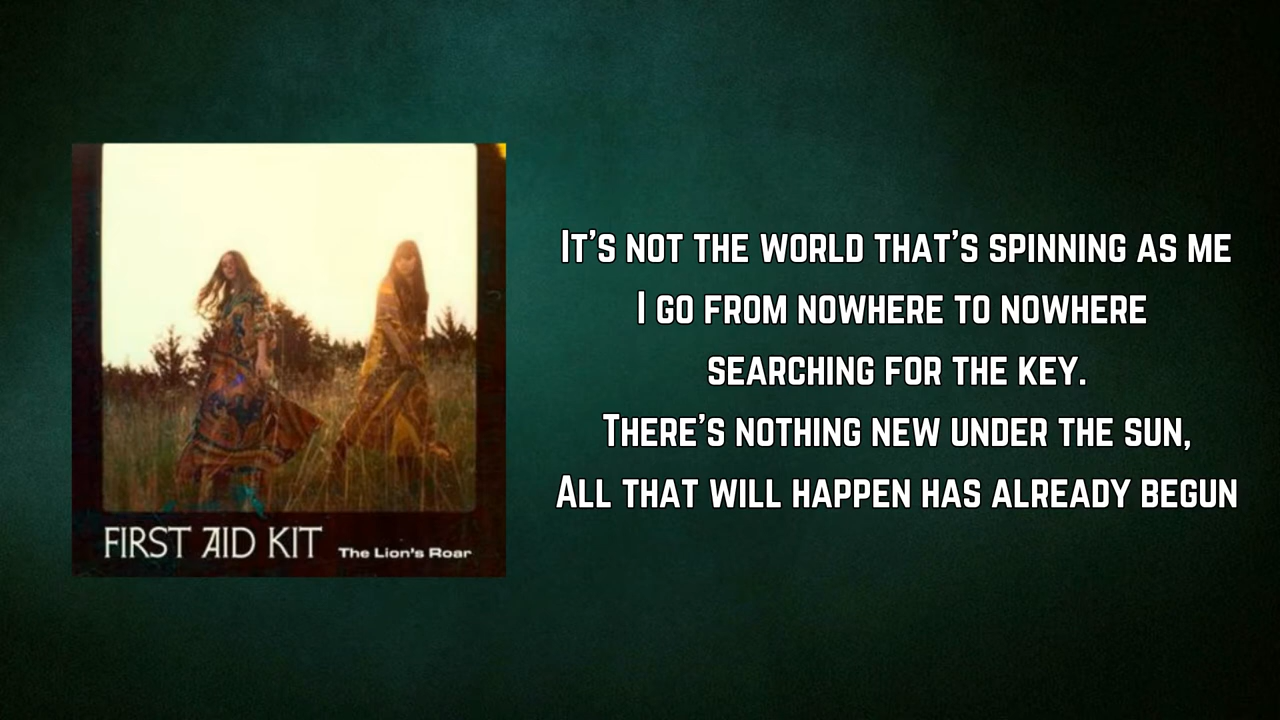 It's not the world that's spinning as me
I go from nowhere to nowhere
searching for the key.
There's nothing new under the sun,
All that will happen has already begun
FIRST AID KIT The Lion's Roar